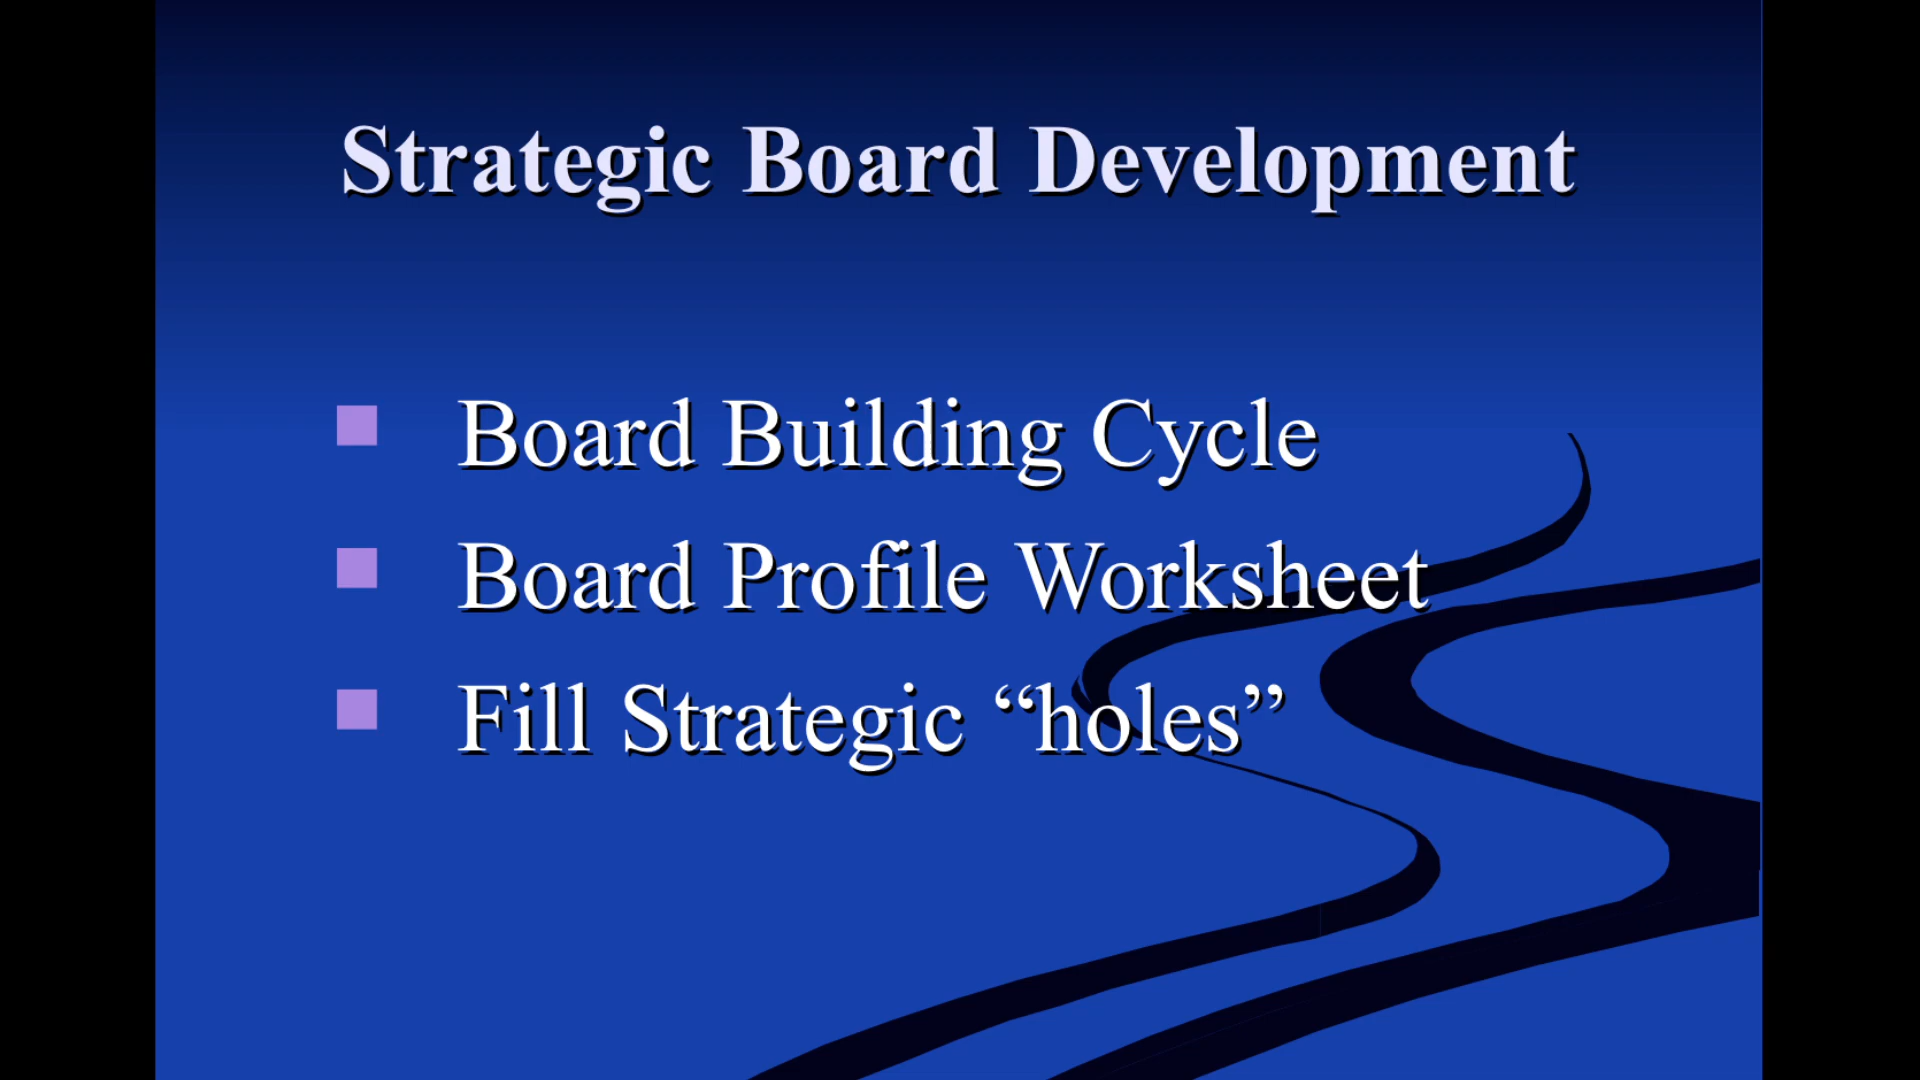 Strategic Board Development
Board Building Cycle
Board Profile Worksheet
Fill Strategic “holes”